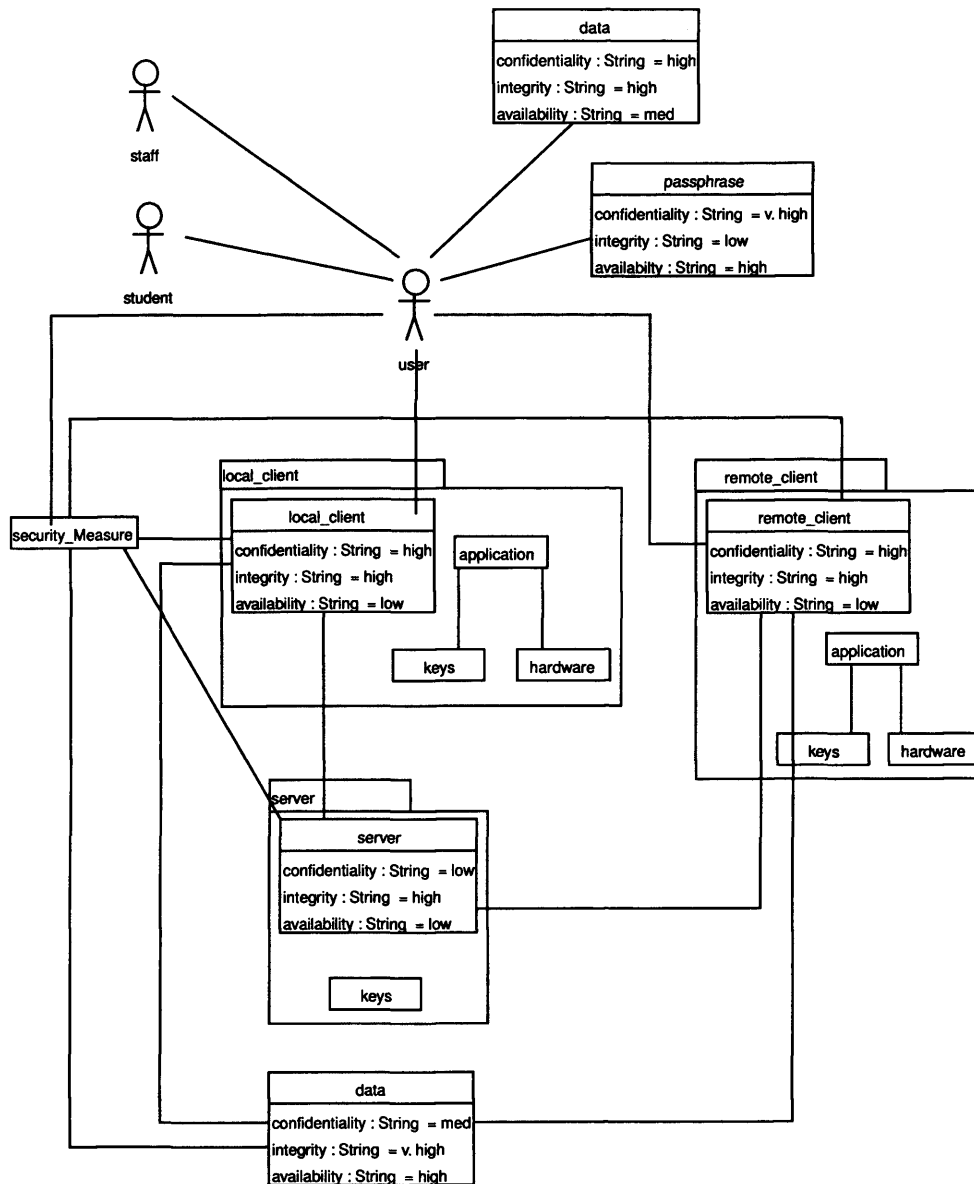 data
confidentiality : String = high
integrity : String = high
availability : String = med
staff
passphrase
confidentiality : String = v. high
integrity : String = low
availabilty : String = high
student
user
local_client
remote_client
local_client
confidentiality : String = high
integrity : String = high
availability : String = low
application
keys
hardware
security_Measure
remote_client
confidentiality : String = high
integrity : String = high
availability : String = low
application
keys
hardware
server
server
confidentiality : String = low
integrity : String = high
availability : String = low
keys
data
confidentiality : String = med
integrity : String = v. high
availability : String = high